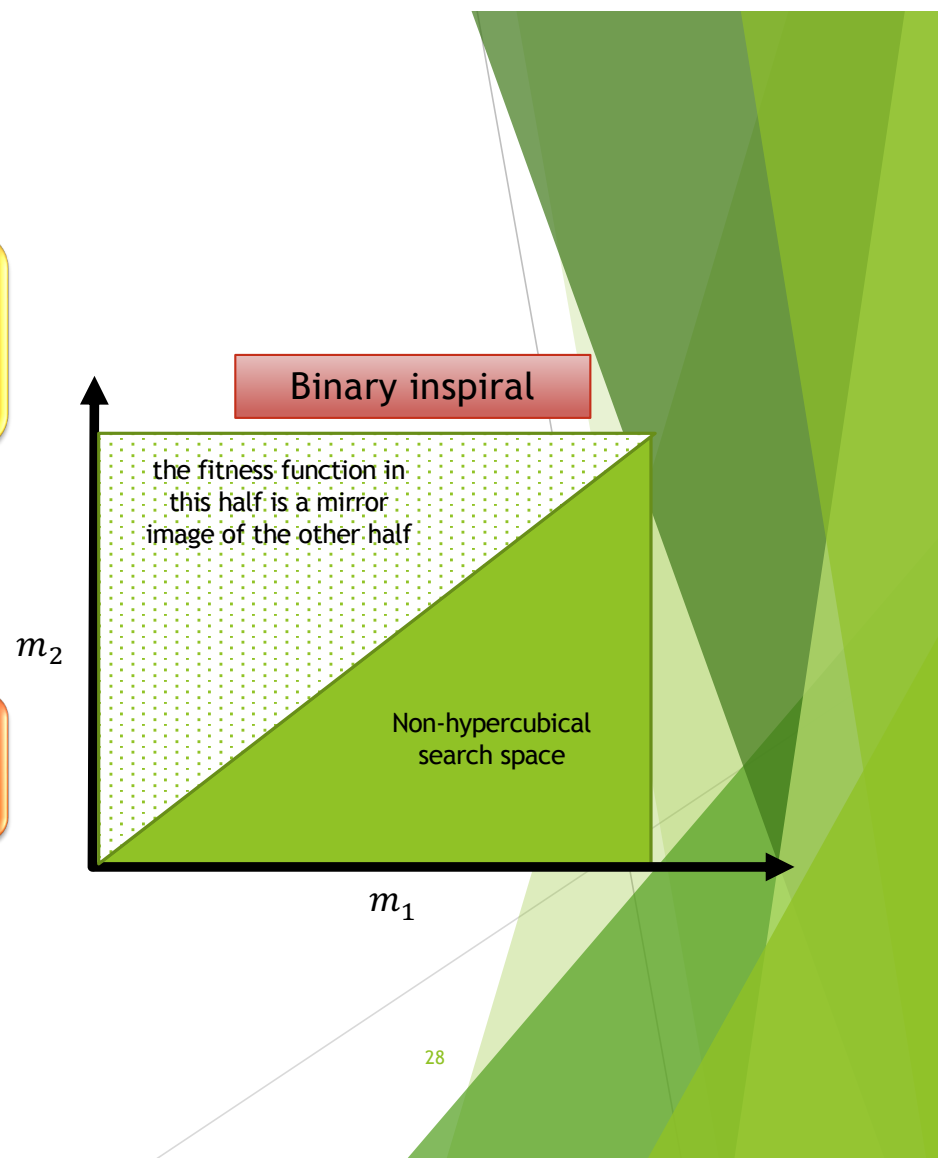 Binary inspiral
the fitness function in
this half is a mirror
image of the other half
m₂
Non-hypercubical
search space
m₁
28